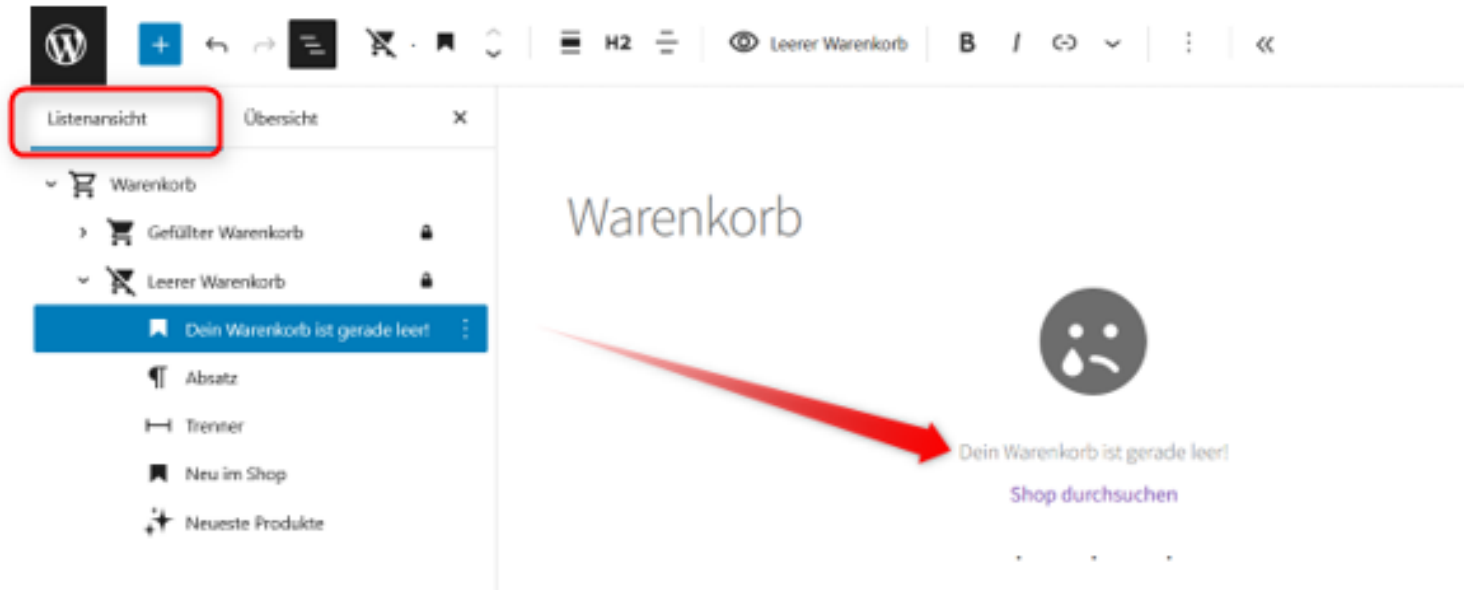 H2 Leerer Warenkorb B I
Listenansicht Übersicht
Warenkorb
Gefüllter Warenkorb
Leerer Warenkorb
Dein Warenkorb ist gerade leer!
Absatz
Trenner
Neu im Shop
Neueste Produkte
Warenkorb
Dein Warenkorb ist gerade leer!
Shop durchsuchen